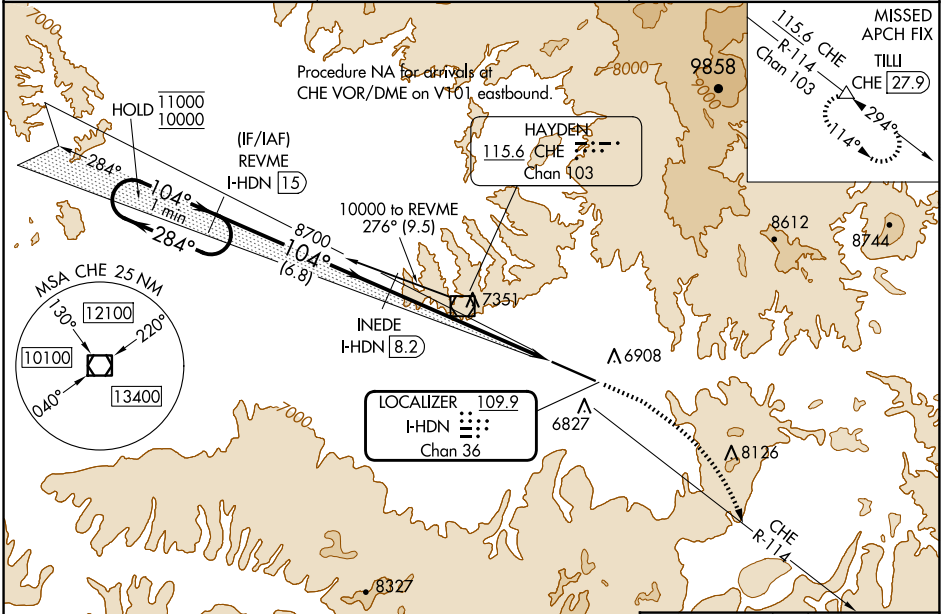 7000
8000
9000
9858
Procedure NA for arrivals at
CHE VOR/DME on V101 eastbound.
115.6 CHE
R-114
Chan 103
MISSED
APCH FIX
TILLI
CHE 27.9
294°
114°
HOLD 11000
10000
(IF/IAF)
REVME
I-HDN 15
HAYDEN
115.6 CHE
Chan 103
284°
104°
1 min
284°
10000 to REVME
276° (9.5)
8700
104°
(6.8)
8612
8744
7351
INEDE
I-HDN 8.2
MSA CHE 25 NM
130°
12100
220°
10100
040°
13400
6908
LOCALIZER 109.9
I-HDN
Chan 36
6827
7000
8126
CHE
R-114
8327